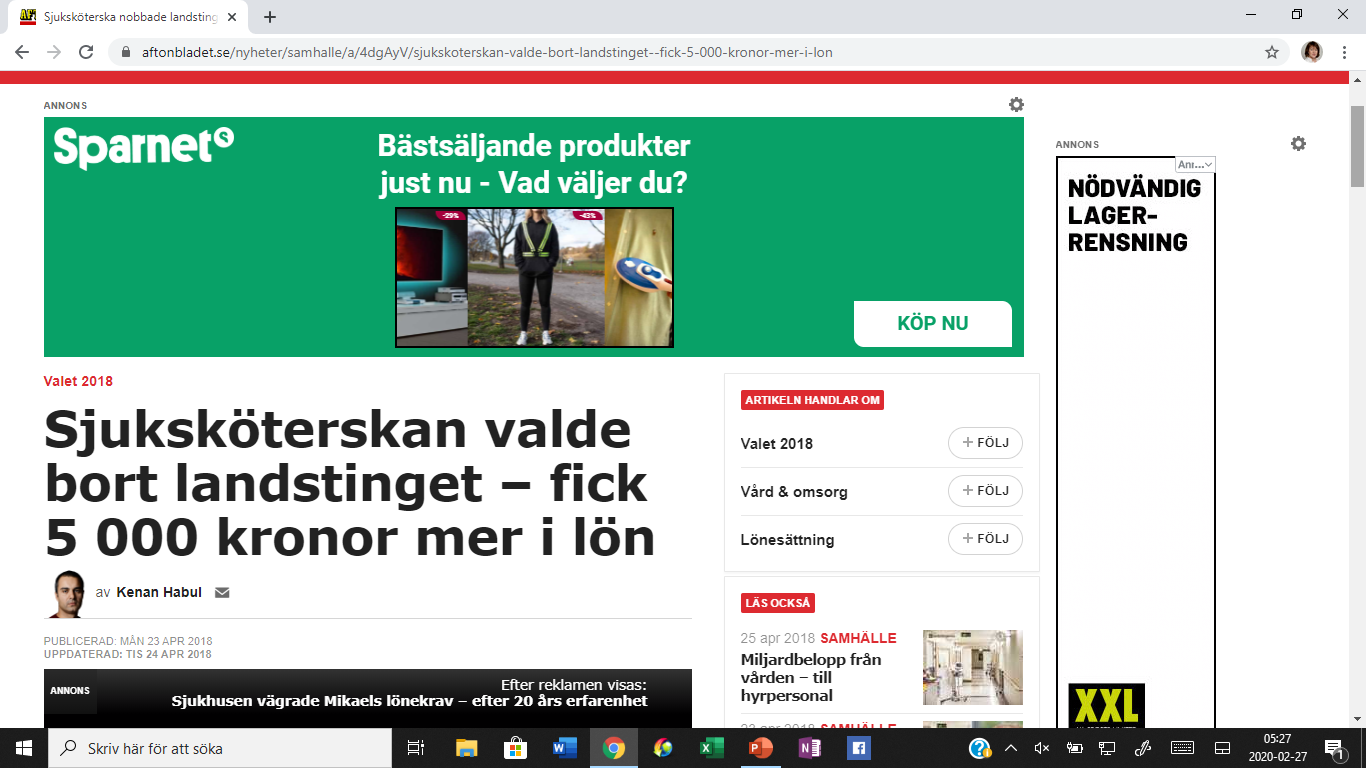 Sjuksköterska nobbade landsting
aftonbladet.se/nyheter/samhalle/a/4dgAyV/sjukskoterskan-valde-bort-landstinget--fick-5-000-kronor-mer-i-lon
ANNONS
Sparnet
Bästsäljande produkter
just nu - Vad väljer du?
-29%
-43%
KÖP NU
ANNONS
Ann...
NÖDVÄNDIG
LAGER-
RENSNING
XXL
Valet 2018
Sjuksköterskan valde
bort landstinget – fick
5 000 kronor mer i lön
av Kenan Habul
PUBLICERAD: MÅN 23 APR 2018
UPPDATERAD: TIS 24 APR 2018
ANNONS
Efter reklamen visas:
Sjukhusen vägrade Mikaels lönekrav – efter 20 års erfarenhet
ARTIKELN HANDLAR OM
Valet 2018
+ FÖLJ
Vård & omsorg
+ FÖLJ
Lönesättning
+ FÖLJ
LÄS OCKSÅ
25 apr 2018 SAMHÄLLE
Miljardbelopp från
vården – till
hyrpersonal
23 apr 2018 SAMHÄLLE
Skriv här för att söka
05:27
2020-02-27
1